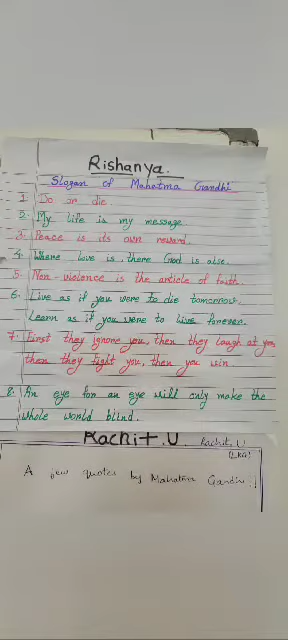 Rishanya.
Slogan of Mahatma Gandhi
1. Do or die.
2. My life is my message.
3. Peace is its own reward.
4. Where love is, there God is also.
5. Non-violence is the article of faith.
6. Live as if you were to die tomorrow.
Learn as if you were to live forever.
7. First they ignore you, then they laugh at you
then they fight you, then you win.
8. An eye for an eye will only make the
whole world blind.
Rachit.U Rachit.U
(LKG)
A few quotes by Mahatma Gandhi..!